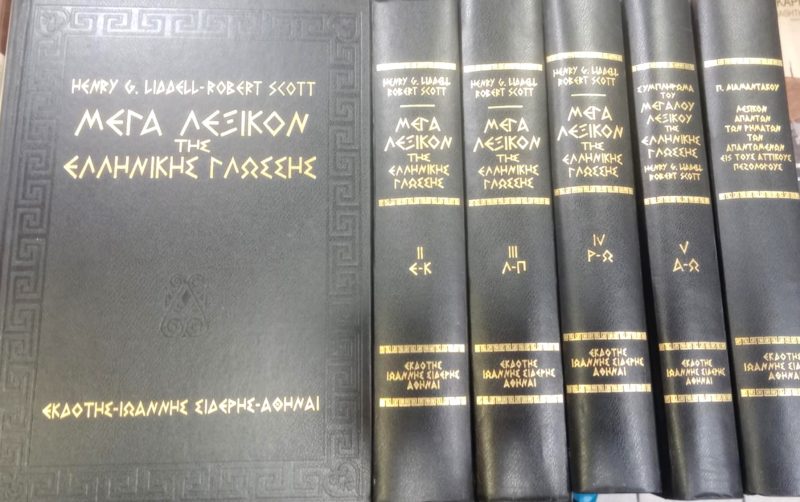 HENRY G. LIDDELL-ROBERT SCOTT
ΜΕΓΑ ΛΕΞΙΚΟΝ
ΤΗΣ
ΕΛΛΗΝΙΚΗΣ ΓΛΩΣΣΗΣ
ΕΚΔΟΤΗΣ-ΙΩΑΝΝΗΣ ΣΙΔΕΡΗΣ-ΑΘΗΝΑΙ
HENRY G. LIDDELL
ROBERT SCOTT
ΜΕΓΑ
ΛΕΞΙΚΟΝ
ΤΗΣ
ΕΛΛΗΝΙΚΗΣ
ΓΛΩΣΣΗΣ
II
Ε-Κ
ΕΚΔΟΤΗΣ
ΙΩΑΝΝΗΣ ΣΙΔΕΡΗΣ
ΑΘΗΝΑΙ
HENRY G. LIDDELL
ROBERT SCOTT
ΜΕΓΑ
ΛΕΞΙΚΟΝ
ΤΗΣ
ΕΛΛΗΝΙΚΗΣ
ΓΛΩΣΣΗΣ
III
Λ-Π
ΕΚΔΟΤΗΣ
ΙΩΑΝΝΗΣ ΣΙΔΕΡΗΣ
ΑΘΗΝΑΙ
HENRY G. LIDDELL
ROBERT SCOTT
ΜΕΓΑ
ΛΕΞΙΚΟΝ
ΤΗΣ
ΕΛΛΗΝΙΚΗΣ
ΓΛΩΣΣΗΣ
IV
Ρ-Ω
ΕΚΔΟΤΗΣ
ΙΩΑΝΝΗΣ ΣΙΔΕΡΗΣ
ΑΘΗΝΑΙ
ΣΥΜΠΛΗΡΩΜΑ
ΤΟΥ
ΜΕΓΑΛΟΥ
ΛΕΞΙΚΟΥ
ΤΗΣ
ΕΛΛΗΝΙΚΗΣ
ΓΛΩΣΣΗΣ
HENRY G. LIDDELL
ROBERT SCOTT
V
Α-Ω
ΕΚΔΟΤΗΣ
ΙΩΑΝΝΗΣ ΣΙΔΕΡΗΣ
ΑΘΗΝΑΙ
Π. ΔΙΑΜΑΝΤΑΚΟΥ
ΛΕΞΙΚΟΝ
ΑΠΑΝΤΩΝ
ΤΩΝ ΡΗΜΑΤΩΝ
ΤΩΝ
ΑΠΑΝΤΩΜΕΝΩΝ
ΕΙΣ ΤΟΥΣ ΑΤΤΙΚΟΥΣ
ΠΕΖΟΛΟΓΟΥΣ
ΕΚΔΟΤΗΣ
ΙΩΑΝΝΗΣ ΣΙΔΕΡΗΣ
ΑΘΗΝΑΙ